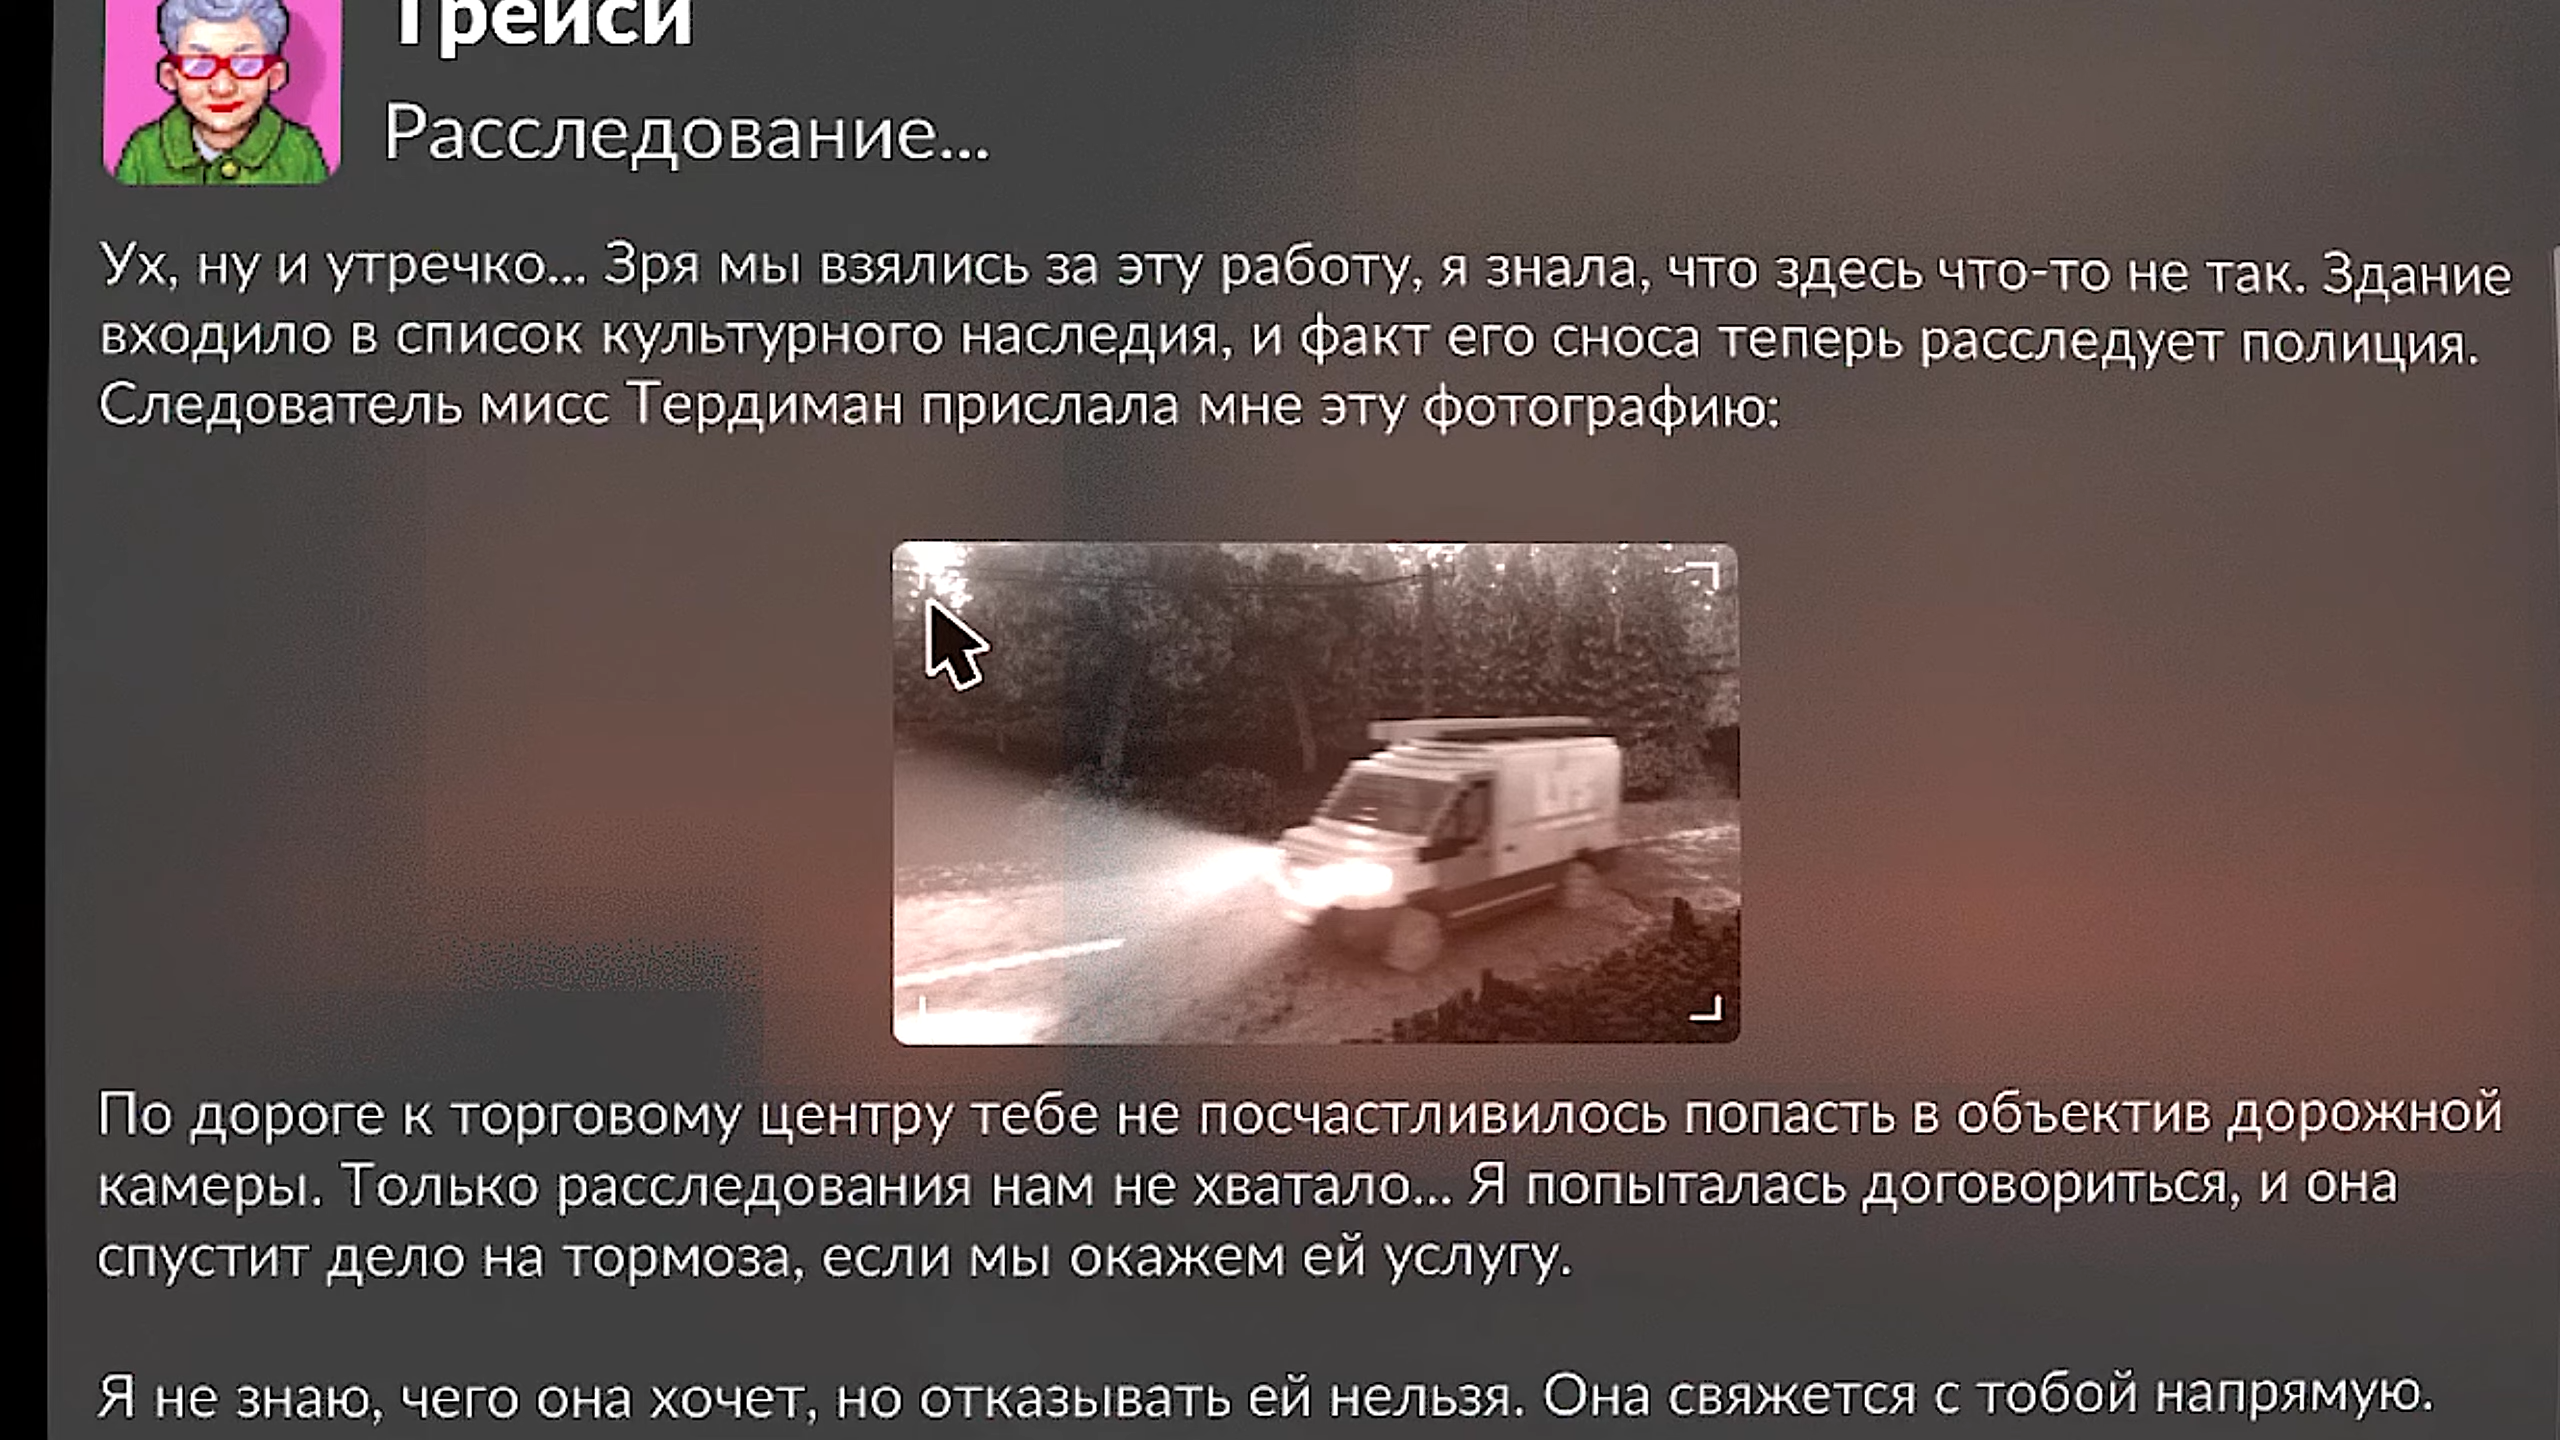 Трейси
Расследование...
Ух, ну и утречко... Зря мы взялись за эту работу, я знала, что здесь что-то не так. Здание
входило в список культурного наследия, и факт его сноса теперь расследует полиция.
Следователь мисс Тердиман прислала мне эту фотографию:
По дороге к торговому центру тебе не посчастливилось попасть в объектив дорожной
камеры. Только расследования нам не хватало... Я попыталась договориться, и она
спустит дело на тормоза, если мы окажем ей услугу.
Я не знаю, чего она хочет, но отказывать ей нельзя. Она свяжется с тобой напрямую.